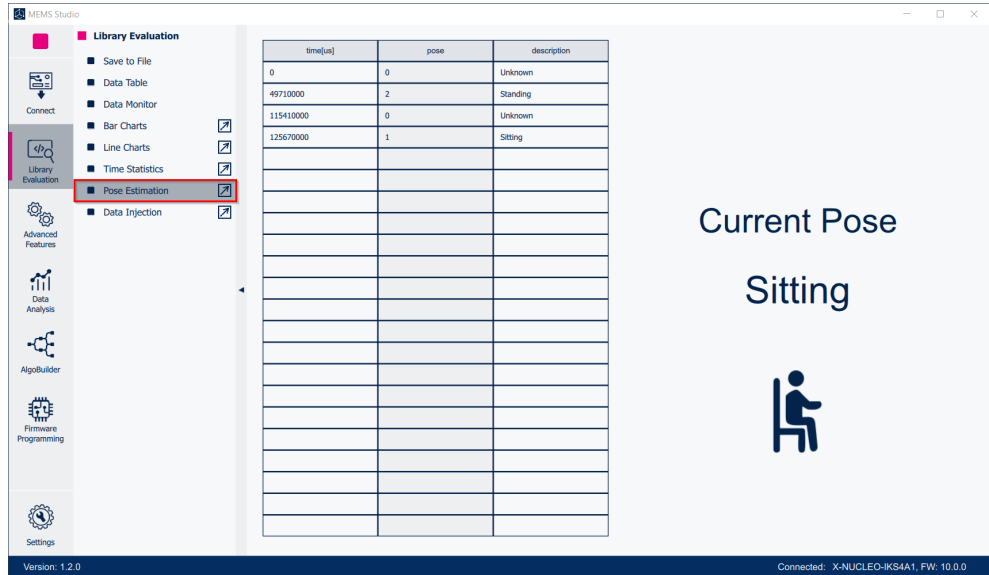 MEMS Studio
Connect
Library
Evaluation
Advanced
Features
Data
Analysis
AlgoBuilder
Firmware
Programming
Settings
Library Evaluation
Save to File
Data Table
Data Monitor
Bar Charts
Line Charts
Time Statistics
Pose Estimation
Data Injection
time[us] pose description
0 0 Unknown
49710000 2 Standing
115410000 0 Unknown
125670000 1 Sitting
Current Pose
Sitting
Version: 1.2.0 Connected: X-NUCLEO-IKS4A1, FW: 10.0.0